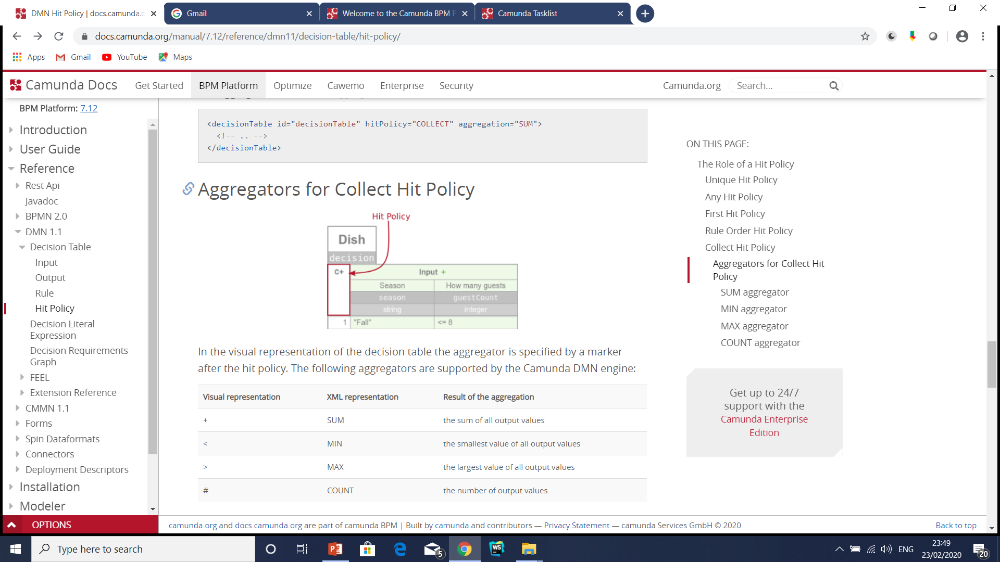 DMN Hit Policy | docs.camunda.o
Gmail
Welcome to the Camunda BPM P
Camunda Tasklist
docs.camunda.org/manual/7.12/reference/dmn11/decision-table/hit-policy/
Apps
Gmail
YouTube
Maps
Camunda Docs
Get Started
BPM Platform
Optimize
Cawemo
Enterprise
Security
Camunda.org
Search...
BPM Platform: 7.12
Introduction
User Guide
Reference
Rest Api
Javadoc
BPMN 2.0
DMN 1.1
Decision Table
Input
Output
Rule
Hit Policy
Decision Literal
Expression
Decision Requirements
Graph
FEEL
Extension Reference
CMMN 1.1
Forms
Spin Dataformats
Connectors
Deployment Descriptors
Installation
Modeler
OPTIONS
<decisionTable id="decisionTable" hitPolicy="COLLECT" aggregation="SUM">
<!-- .. -->
</decisionTable>
Aggregators for Collect Hit Policy
Hit Policy
Dish
decision
C+
Input +
Season
How many guests
season
guestCount
string
integer
1
"Fall"
<= 8
In the visual representation of the decision table the aggregator is specified by a marker
after the hit policy. The following aggregators are supported by the Camunda DMN engine:
Visual representation XML representation Result of the aggregation
+ SUM the sum of all output values
< MIN the smallest value of all output values
> MAX the largest value of all output values
# COUNT the number of output values
ON THIS PAGE:
The Role of a Hit Policy
Unique Hit Policy
Any Hit Policy
First Hit Policy
Rule Order Hit Policy
Collect Hit Policy
Aggregators for Collect Hit
Policy
SUM aggregator
MIN aggregator
MAX aggregator
COUNT aggregator
Get up to 24/7
support with the
Camunda Enterprise
Edition
camunda.org and docs.camunda.org are part of camunda BPM | Built by camunda and contributors — Privacy Statement — camunda Services GmbH © 2020
Back to top
Type here to search
5
WS
ENG
23:49
23/02/2020
20